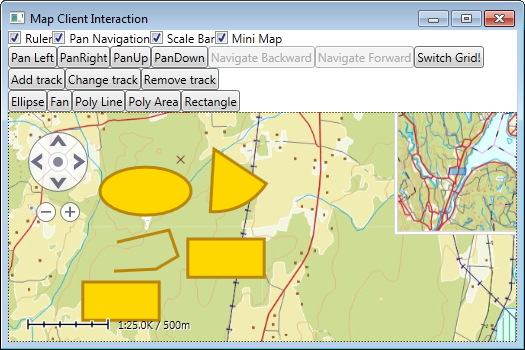 Map Client Interaction
Ruler Pan Navigation Scale Bar Mini Map
Pan Left PanRight PanUp PanDown Navigate Backward Navigate Forward Switch Grid!
Add track Change track Remove track
Ellipse Fan Poly Line Poly Area Rectangle
1:25.0K / 500m